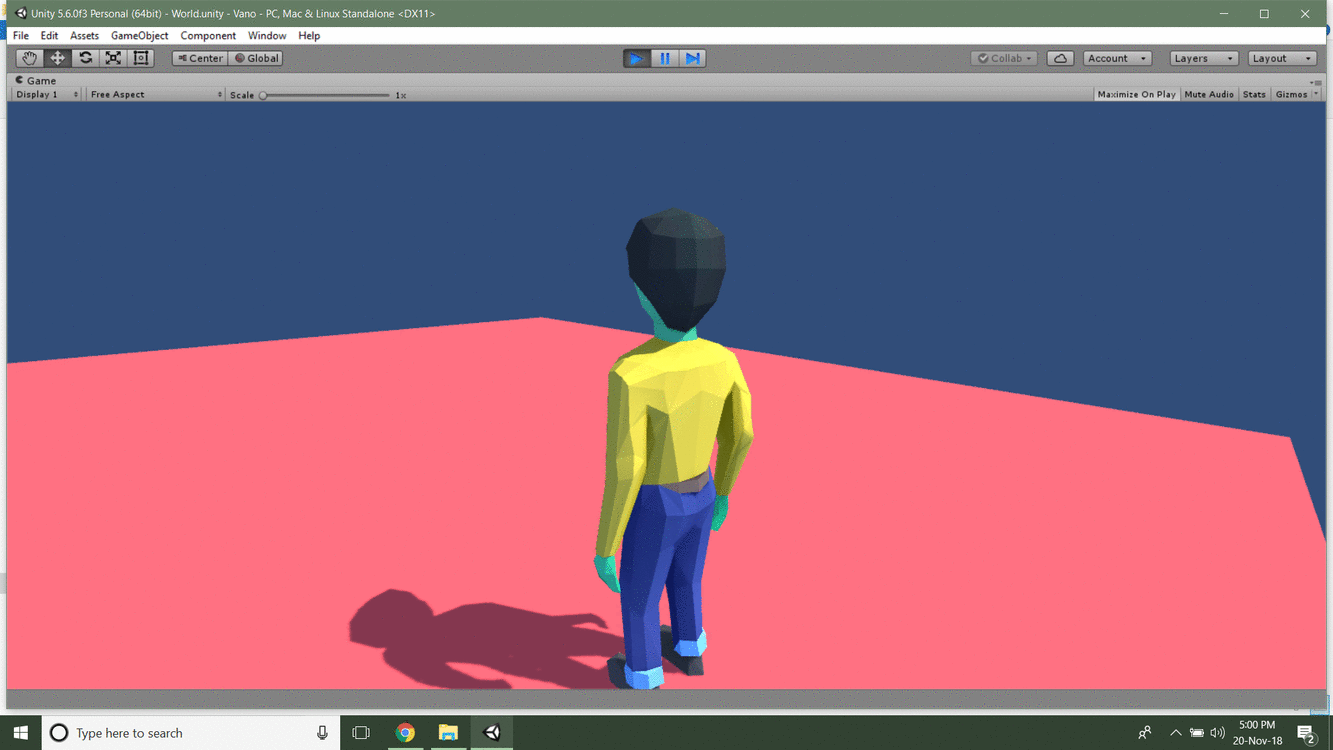 Unity 5.6.0f3 Personal (64bit) - World.unity - Vano - PC, Mac & Linux Standalone <DX11>
File Edit Assets GameObject Component Window Help
Center Global Collab Account Layers Layout
Game
Display 1 Free Aspect Scale 1x Maximize On Play Mute Audio Stats Gizmos
Type here to search
5:00 PM
20-Nov-18
2